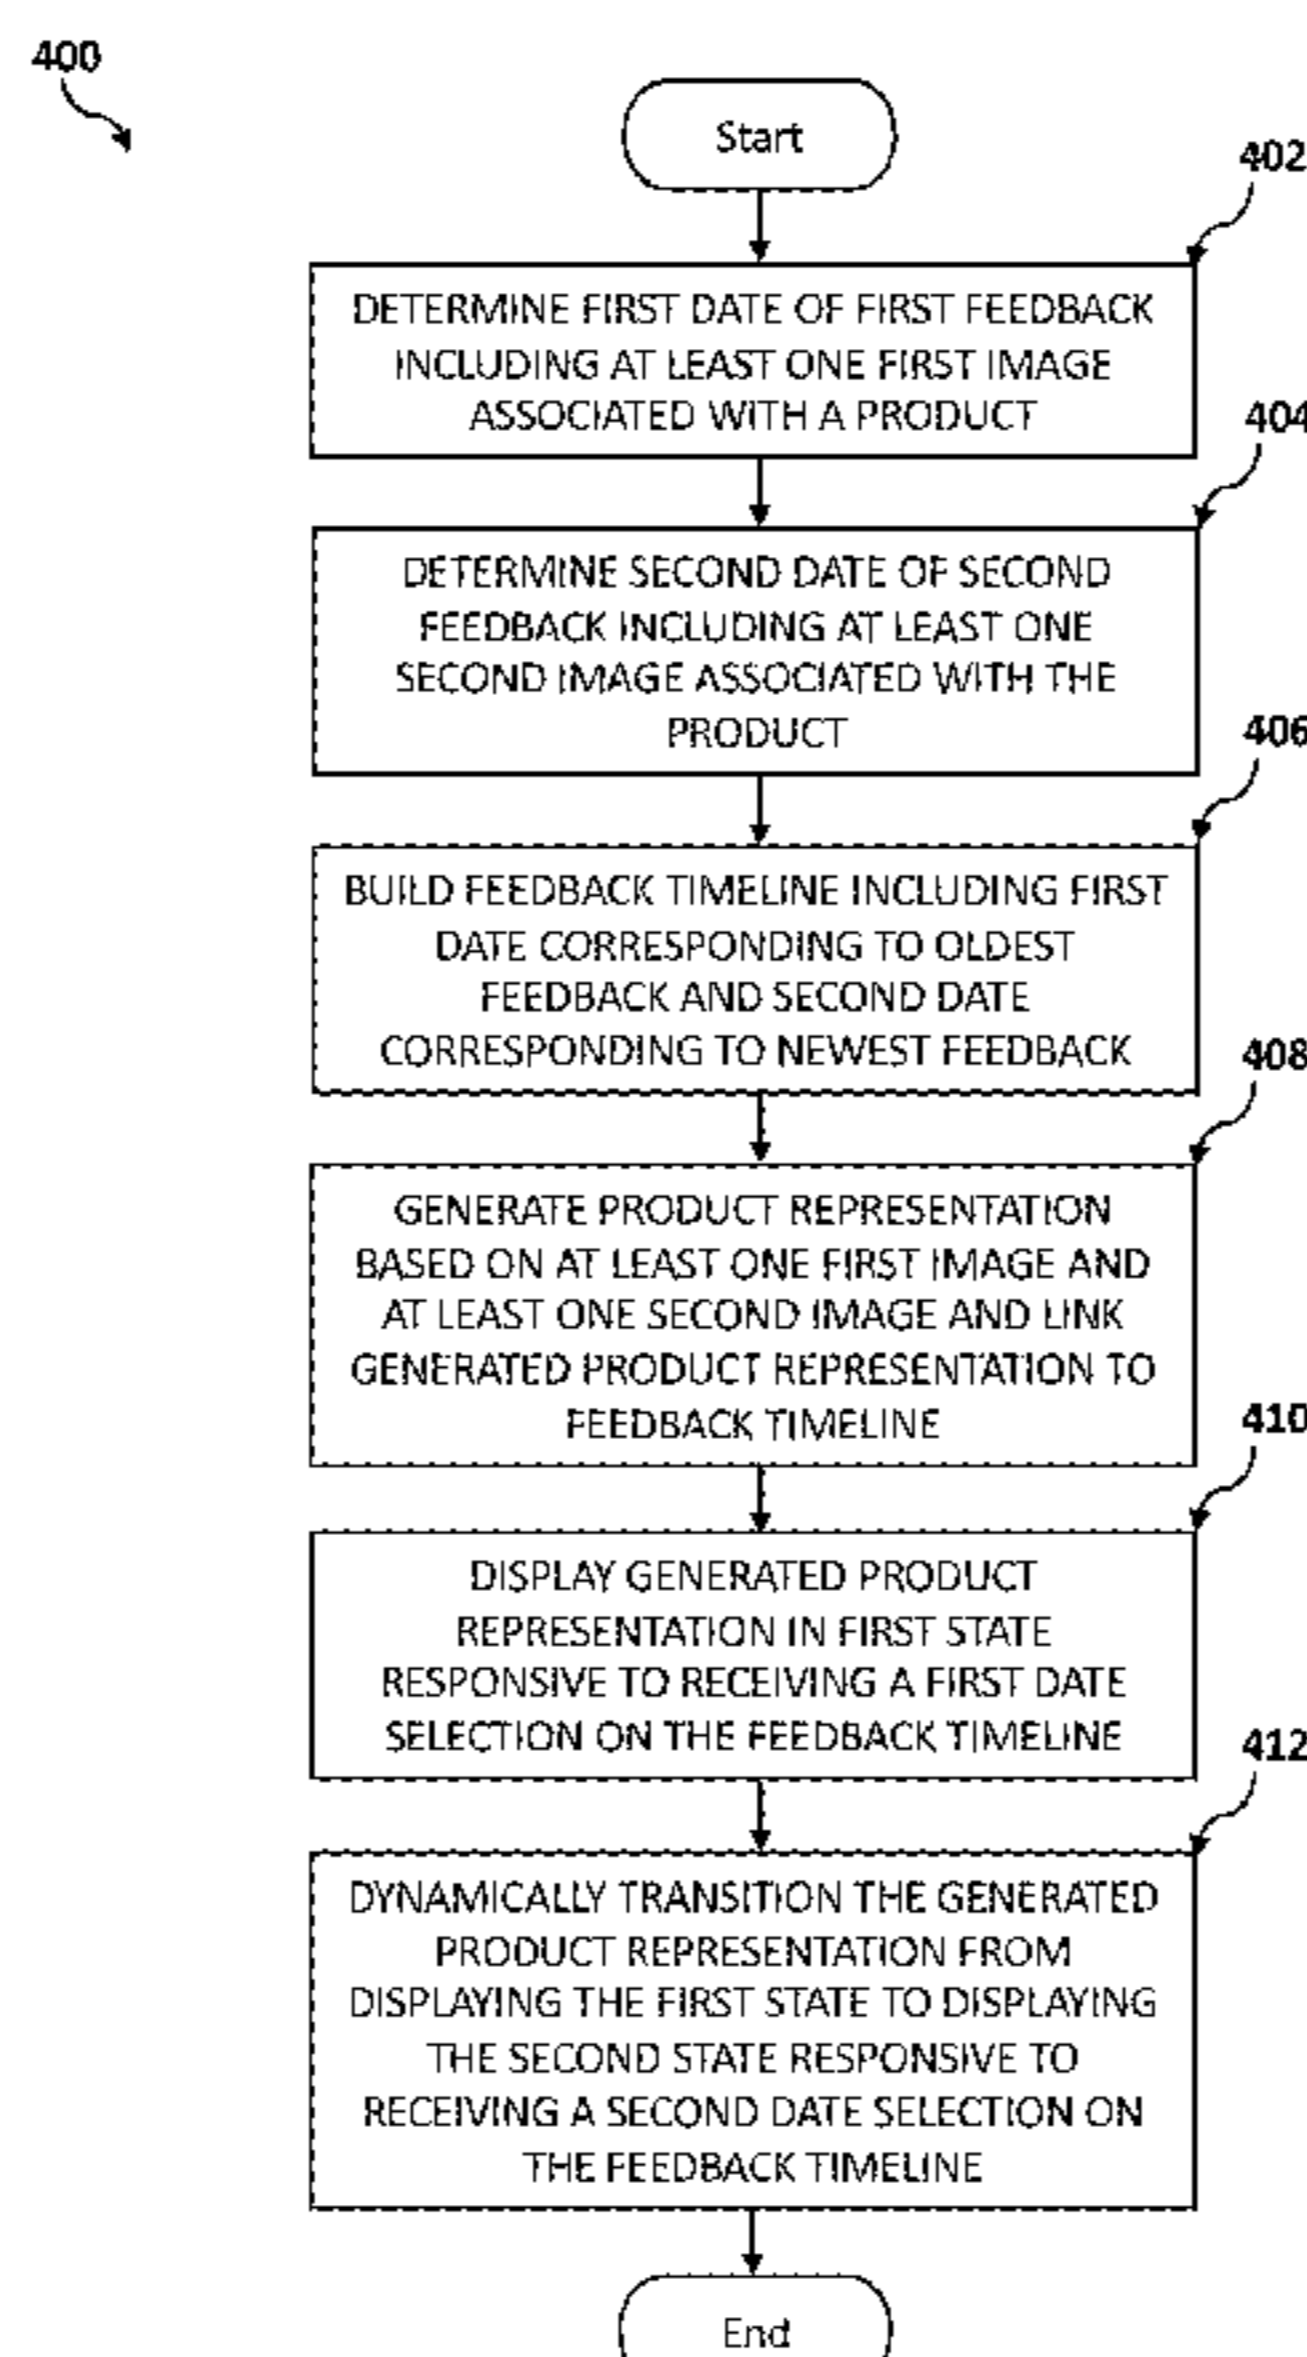 400
Start
402
DETERMINE FIRST DATE OF FIRST FEEDBACK
INCLUDING AT LEAST ONE FIRST IMAGE
ASSOCIATED WITH A PRODUCT
404
DETERMINE SECOND DATE OF SECOND
FEEDBACK INCLUDING AT LEAST ONE
SECOND IMAGE ASSOCIATED WITH THE
PRODUCT
406
BUILD FEEDBACK TIMELINE INCLUDING FIRST
DATE CORRESPONDING TO OLDEST
FEEDBACK AND SECOND DATE
CORRESPONDING TO NEWEST FEEDBACK
408
GENERATE PRODUCT REPRESENTATION
BASED ON AT LEAST ONE FIRST IMAGE AND
AT LEAST ONE SECOND IMAGE AND LINK
GENERATED PRODUCT REPRESENTATION TO
FEEDBACK TIMELINE
410
DISPLAY GENERATED PRODUCT
REPRESENTATION IN FIRST STATE
RESPONSIVE TO RECEIVING A FIRST DATE
SELECTION ON THE FEEDBACK TIMELINE
412
DYNAMICALLY TRANSITION THE GENERATED
PRODUCT REPRESENTATION FROM
DISPLAYING THE FIRST STATE TO DISPLAYING
THE SECOND STATE RESPONSIVE TO
RECEIVING A SECOND DATE SELECTION ON
THE FEEDBACK TIMELINE
End